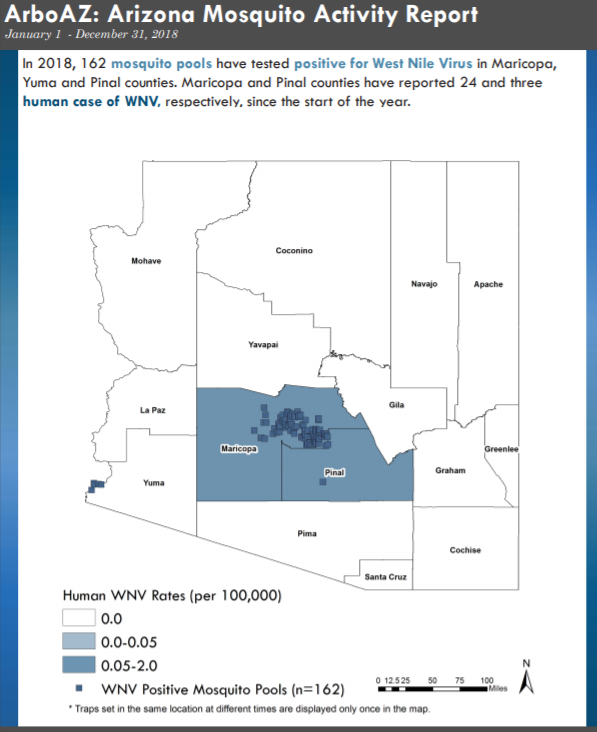 ArboAZ: Arizona Mosquito Activity Report
January 1 - December 31, 2018
In 2018, 162 mosquito pools have tested positive for West Nile Virus in Maricopa,
Yuma and Pinal counties. Maricopa and Pinal counties have reported 24 and three
human case of WNV, respectively, since the start of the year.
Mohave
Coconino
Navajo
Apache
Yavapai
La Paz
Gila
Maricopa
Greenlee
Pinal
Graham
Yuma
Pima
Cochise
Santa Cruz
Human WNV Rates (per 100,000)
0.0
0.0-0.05
0.05-2.0
WNV Positive Mosquito Pools (n=162)
0 12.525 50 75 100
Miles
N
* Traps set in the same location at different times are displayed only once in the map.